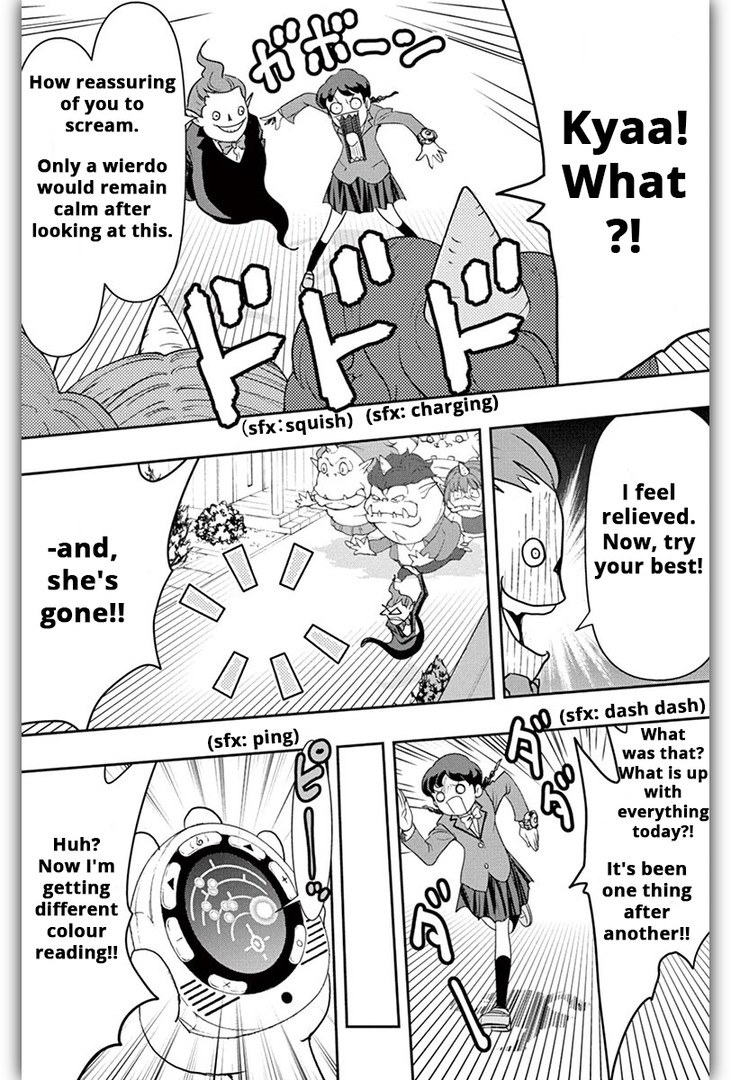 Kyaa!
What
?!
ガボーン
How reassuring
of you to
scream.
Only a wierdo
would remain
calm after
looking at this.
ドドド
(sfx:squish) (sfx: charging)
I feel
relieved.
Now, try
your best!
-and,
she's
gone!!
(sfx: dash dash)
ダダ
What
was that?
What is up
with
everything
today?!
It's been
one thing
after
another!!
ダー
(sfx: ping)
ピーッ
Huh?
Now I'm
getting
different
colour
reading!!